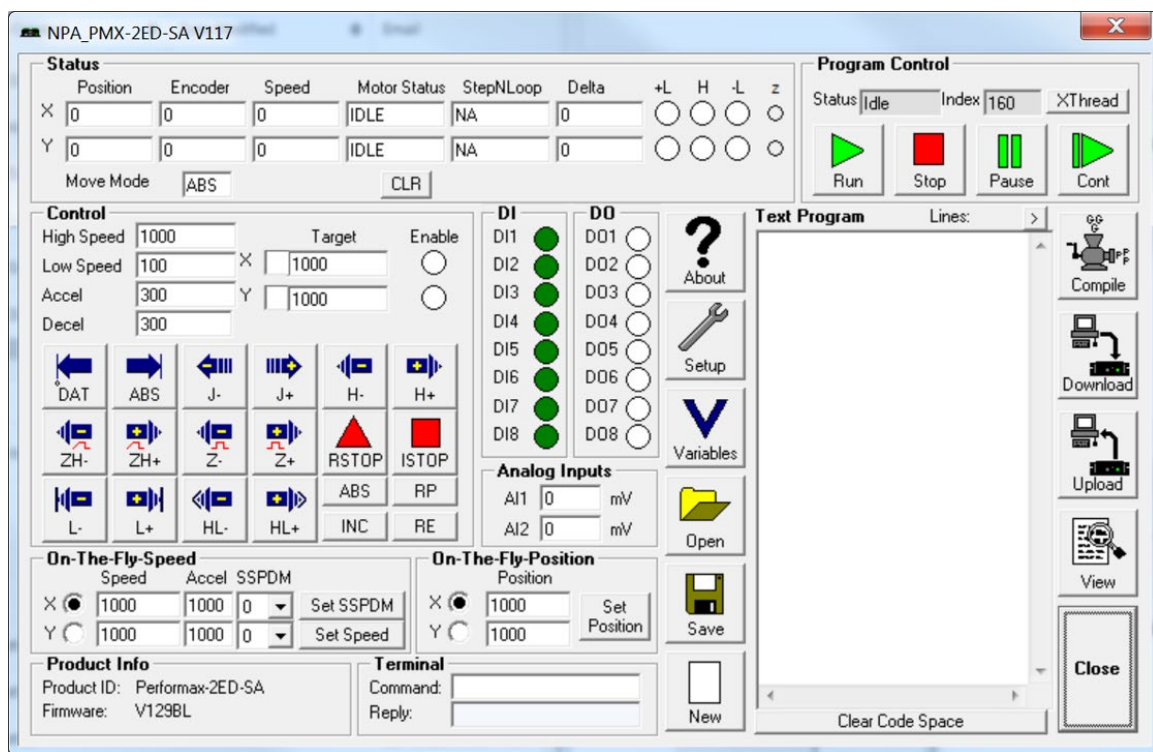 NPA_PMX-2ED-SA V117
Status
Position Encoder Speed Motor Status StepNLoop Delta +L H -L z
X 0 0 0 IDLE NA 0
Y 0 0 0 IDLE NA 0
Move Mode ABS CLR
Program Control
Status Idle Index 160 XThread
Run Stop Pause Cont
Control
High Speed 1000 Target Enable
Low Speed 100 X 1000
Accel 300 Y 1000
Decel 300
DAT ABS J- J+ H- H+
ZH- ZH+ Z- Z+ RSTOP ISTOP
L- L+ HL- HL+ ABS RP
INC RE
DI
DI1
DI2
DI3
DI4
DI5
DI6
DI7
DI8
DO
DO1
DO2
DO3
DO4
DO5
DO6
DO7
DO8
Analog Inputs
AI1 0 mV
AI2 0 mV
On-The-Fly-Speed
Speed Accel SSPDM
X 1000 1000 0 Set SSPDM
Y 1000 1000 0 Set Speed
On-The-Fly-Position
Position
X 1000 Set Position
Y 1000
Product Info
Product ID: Performax-2ED-SA
Firmware: V129BL
Terminal
Command:
Reply:
?
About
Setup
Variables
Open
Save
New
Text Program Lines: >
Clear Code Space
G G
G
P P
P
Compile
Download
Upload
View
Close